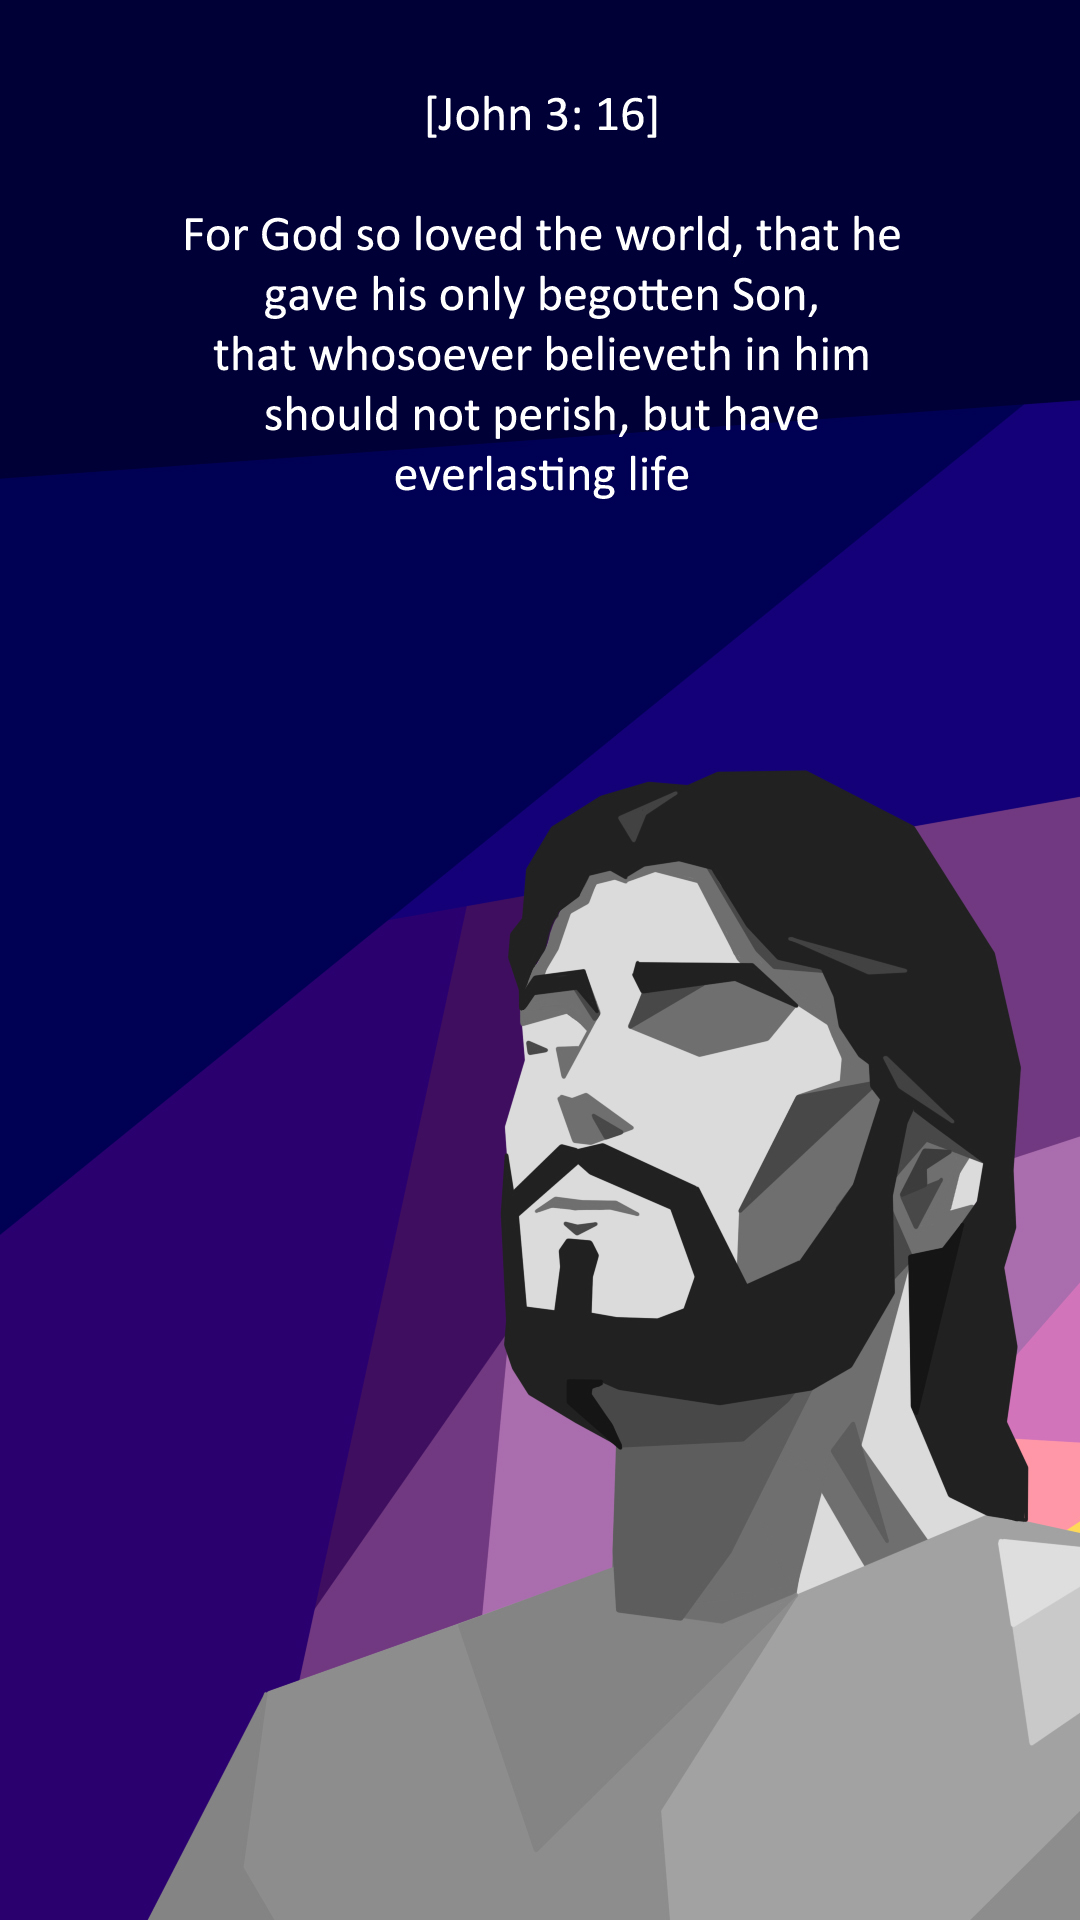 [John 3: 16]
For God so loved the world, that he
gave his only begotten Son,
that whosoever believeth in him
should not perish, but have
everlasting life